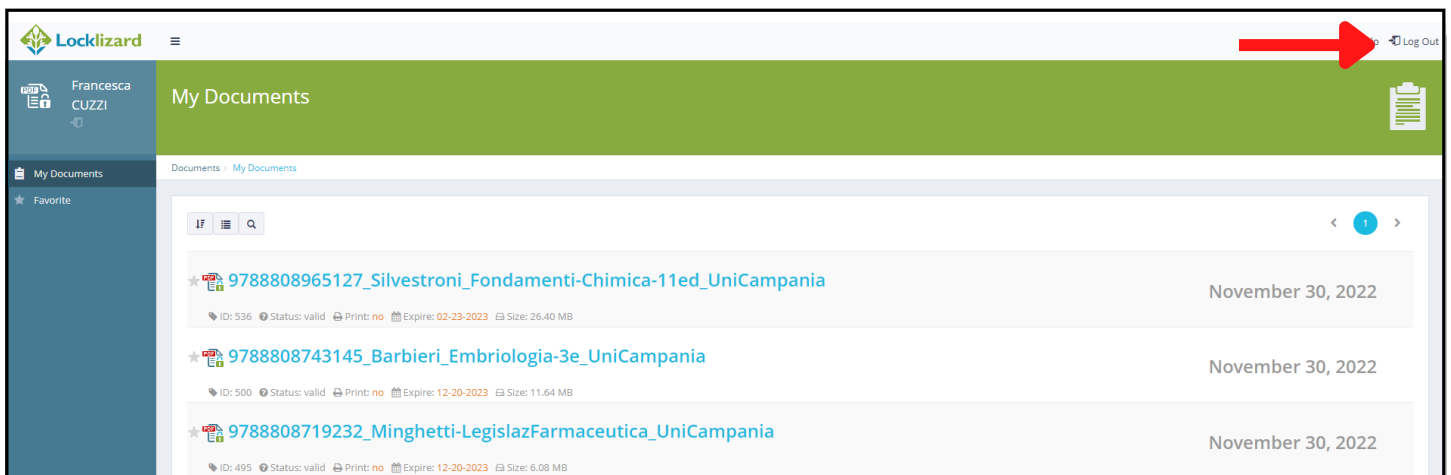 Locklizard
Log Out
Francesca
CUZZI
My Documents
My Documents
Favorite
Documents › My Documents
1
9788808965127_Silvestroni_Fondamenti-Chimica-11ed_UniCampania
November 30, 2022
ID: 536 Status: valid Print: no Expire: 02-23-2023 Size: 26.40 MB
9788808743145_Barbieri_Embriologia-3e_UniCampania
November 30, 2022
ID: 500 Status: valid Print: no Expire: 12-20-2023 Size: 11.64 MB
9788808719232_Minghetti-LegislazFarmaceutica_UniCampania
November 30, 2022
ID: 495 Status: valid Print: no Expire: 12-20-2023 Size: 6.08 MB